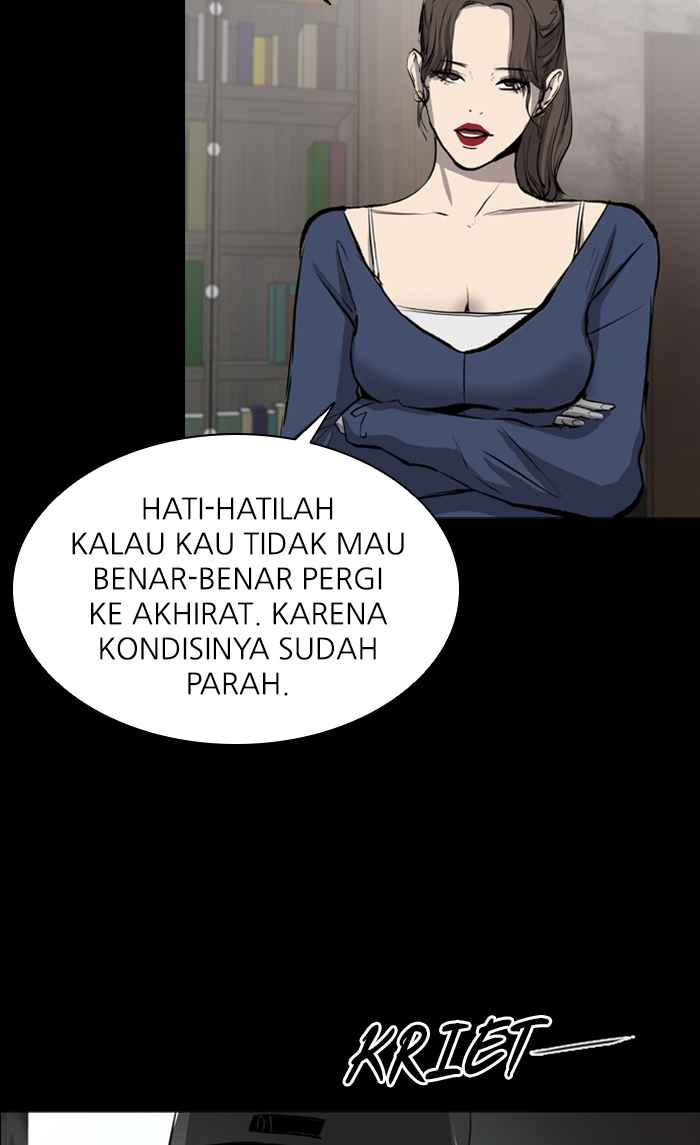 HATI-HATILAH
KALAU KAU TIDAK MAU
BENAR-BENAR PERGI
KE AKHIRAT. KARENA
KONDISINYA SUDAH
PARAH.
KRIET